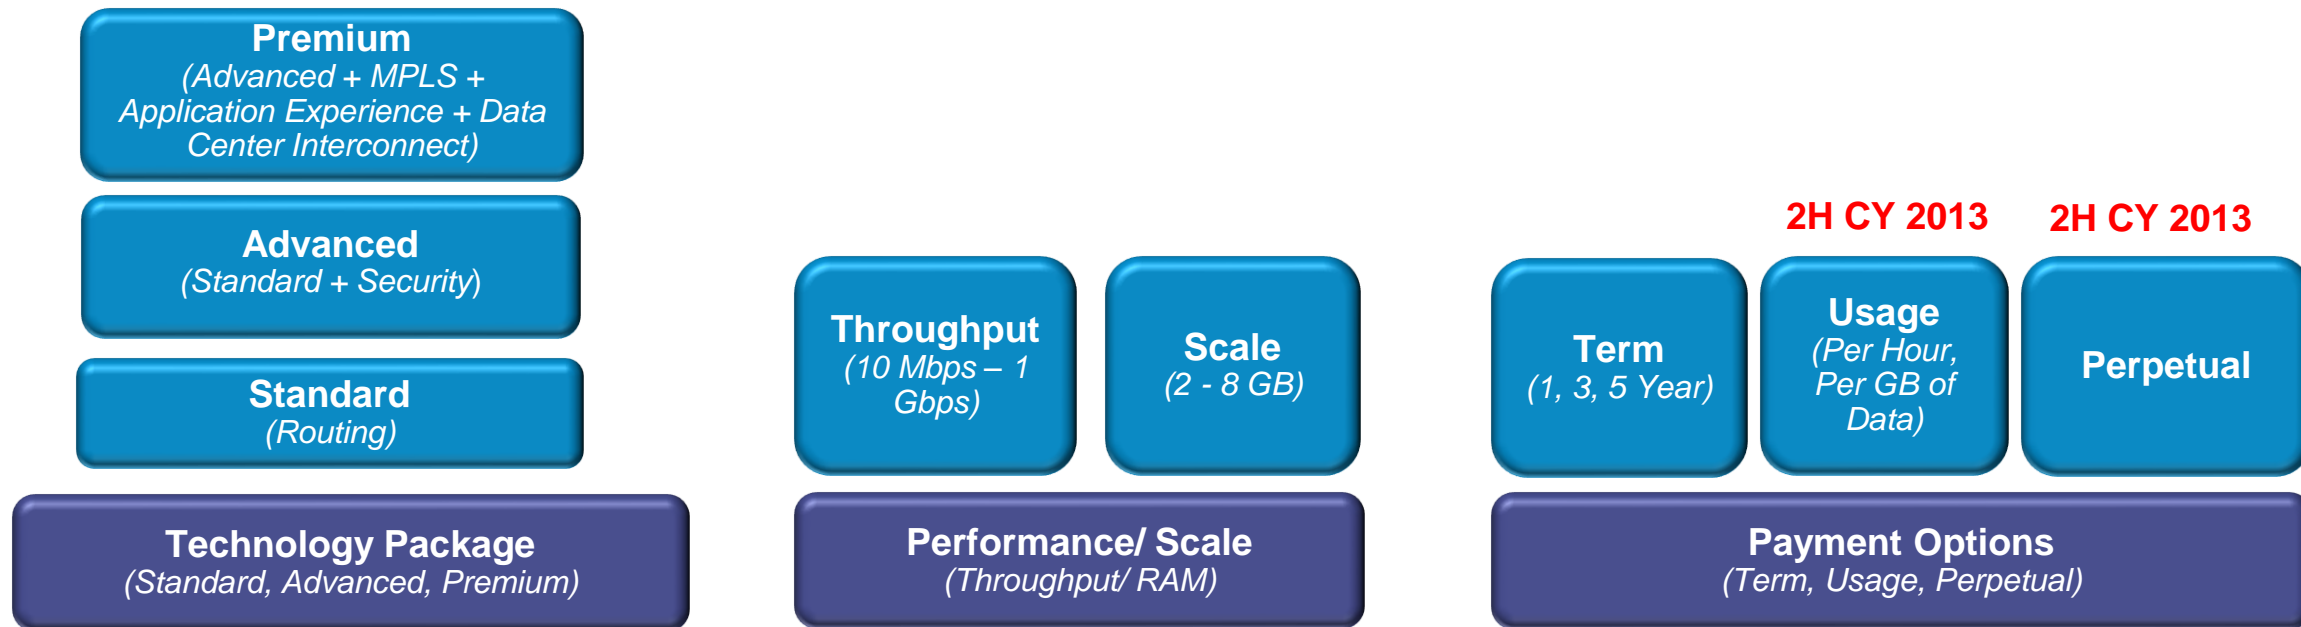 Premium
(Advanced + MPLS +
Application Experience + Data
Center Interconnect)
Advanced
(Standard + Security)
Standard
(Routing)
Technology Package
(Standard, Advanced, Premium)
Throughput
(10 Mbps – 1
Gbps)
Scale
(2 - 8 GB)
Performance/ Scale
(Throughput/ RAM)
2H CY 2013
2H CY 2013
Term
(1, 3, 5 Year)
Usage
(Per Hour,
Per GB of
Data)
Perpetual
Payment Options
(Term, Usage, Perpetual)